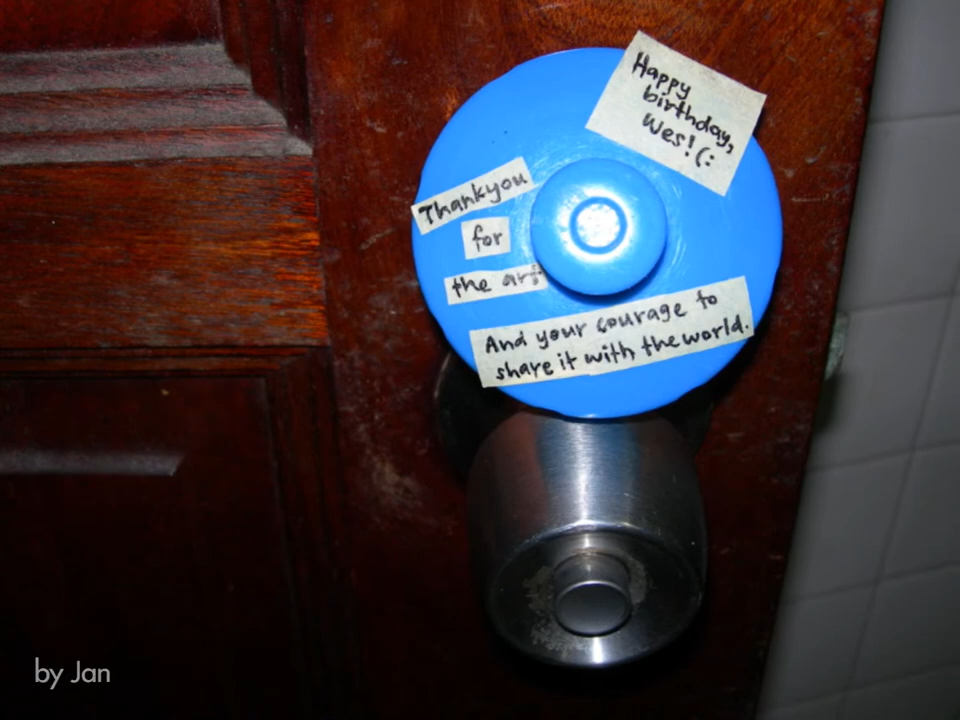 Happy
birthday,
Wes! (:
Thankyou
for
the art
And your courage to
share it with the world.
by Jan